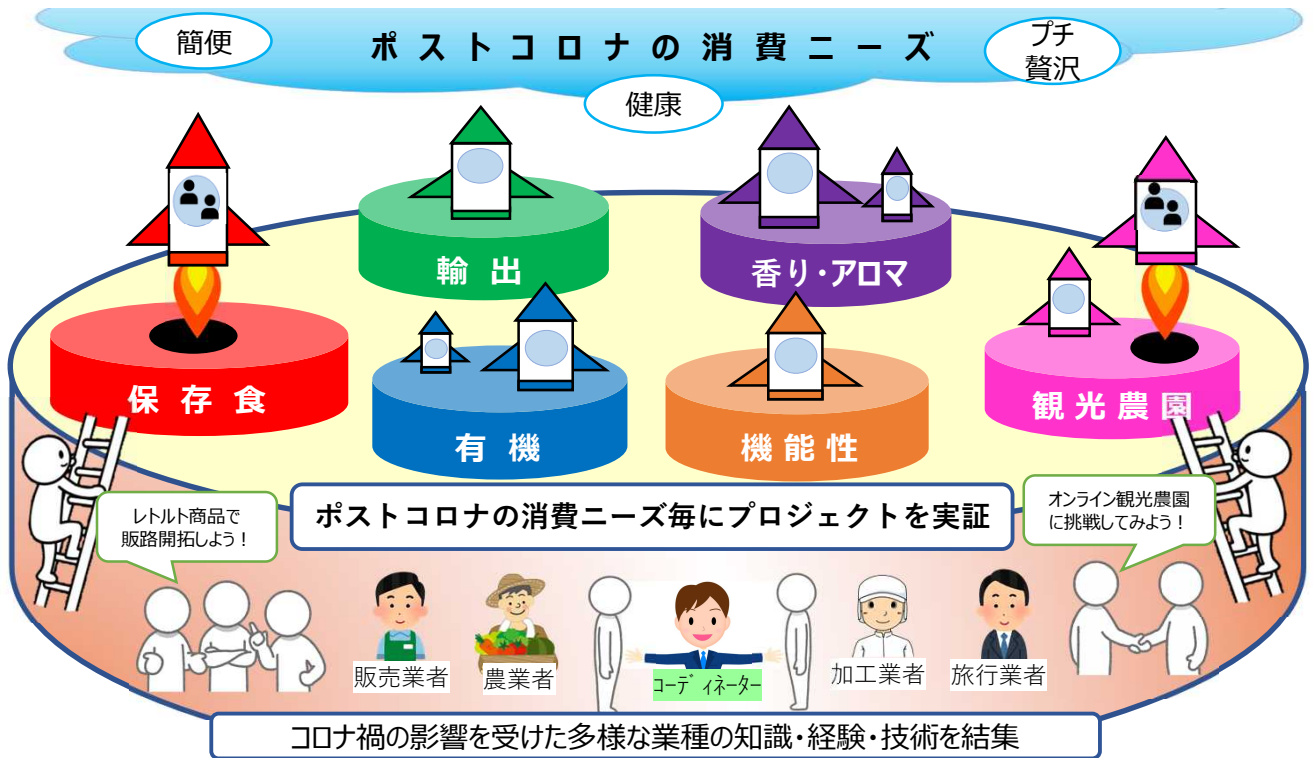 簡便
ポストコロナの消費ニーズ
プチ
贅沢
健康
輸出
香り・アロマ
保存食
有機
機能性
観光農園
ポストコロナの消費ニーズ毎にプロジェクトを実証
レトルト商品で
販路開拓しよう！
オンライン観光農園
に挑戦してみよう！
販売業者
農業者
コーディネーター
加工業者
旅行業者
コロナ禍の影響を受けた多様な業種の知識・経験・技術を結集